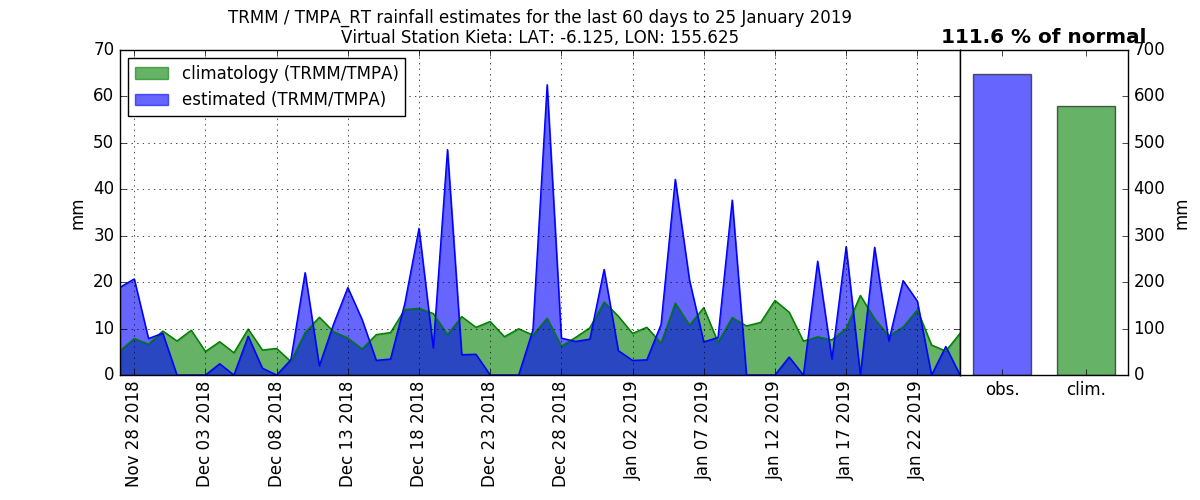 TRMM / TMPA_RT rainfall estimates for the last 60 days to 25 January 2019
Virtual Station Kieta: LAT: -6.125, LON: 155.625
111.6 % of normal
climatology (TRMM/TMPA)
estimated (TRMM/TMPA)
70
60
50
40
30
20
10
0
mm
Nov 28 2018
Dec 03 2018
Dec 08 2018
Dec 13 2018
Dec 18 2018
Dec 23 2018
Dec 28 2018
Jan 02 2019
Jan 07 2019
Jan 12 2019
Jan 17 2019
Jan 22 2019
obs.
clim.
700
600
500
400
300
200
100
0
mm